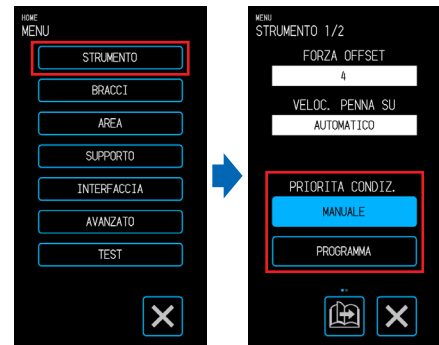 HOME
MENU
STRUMENTO
BRACCI
AREA
SUPPORTO
INTERFACCIA
AVANZATO
TEST
MENU
STRUMENTO 1/2
FORZA OFFSET
4
VELOC. PENNA SU
AUTOMATICO
PRIORITA CONDIZ.
MANUALE
PROGRAMMA